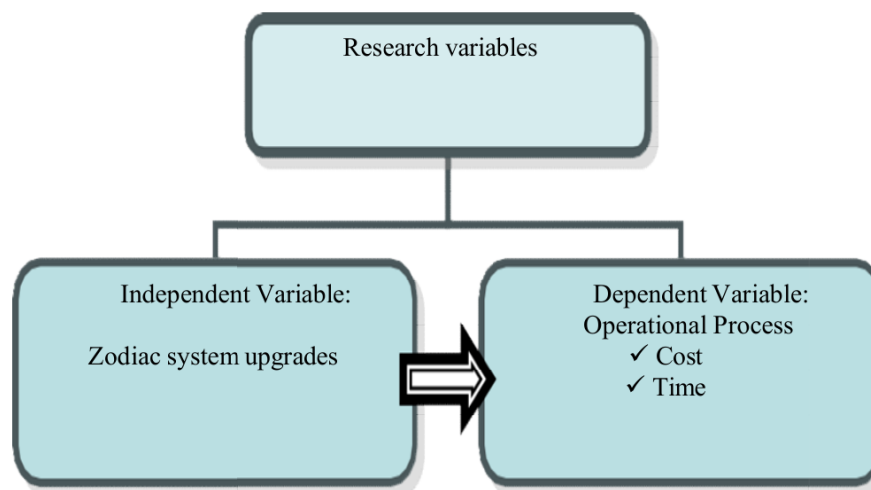 Research variables
Independent Variable:
Zodiac system upgrades
Dependent Variable:
Operational Process
✓ Cost
✓ Time